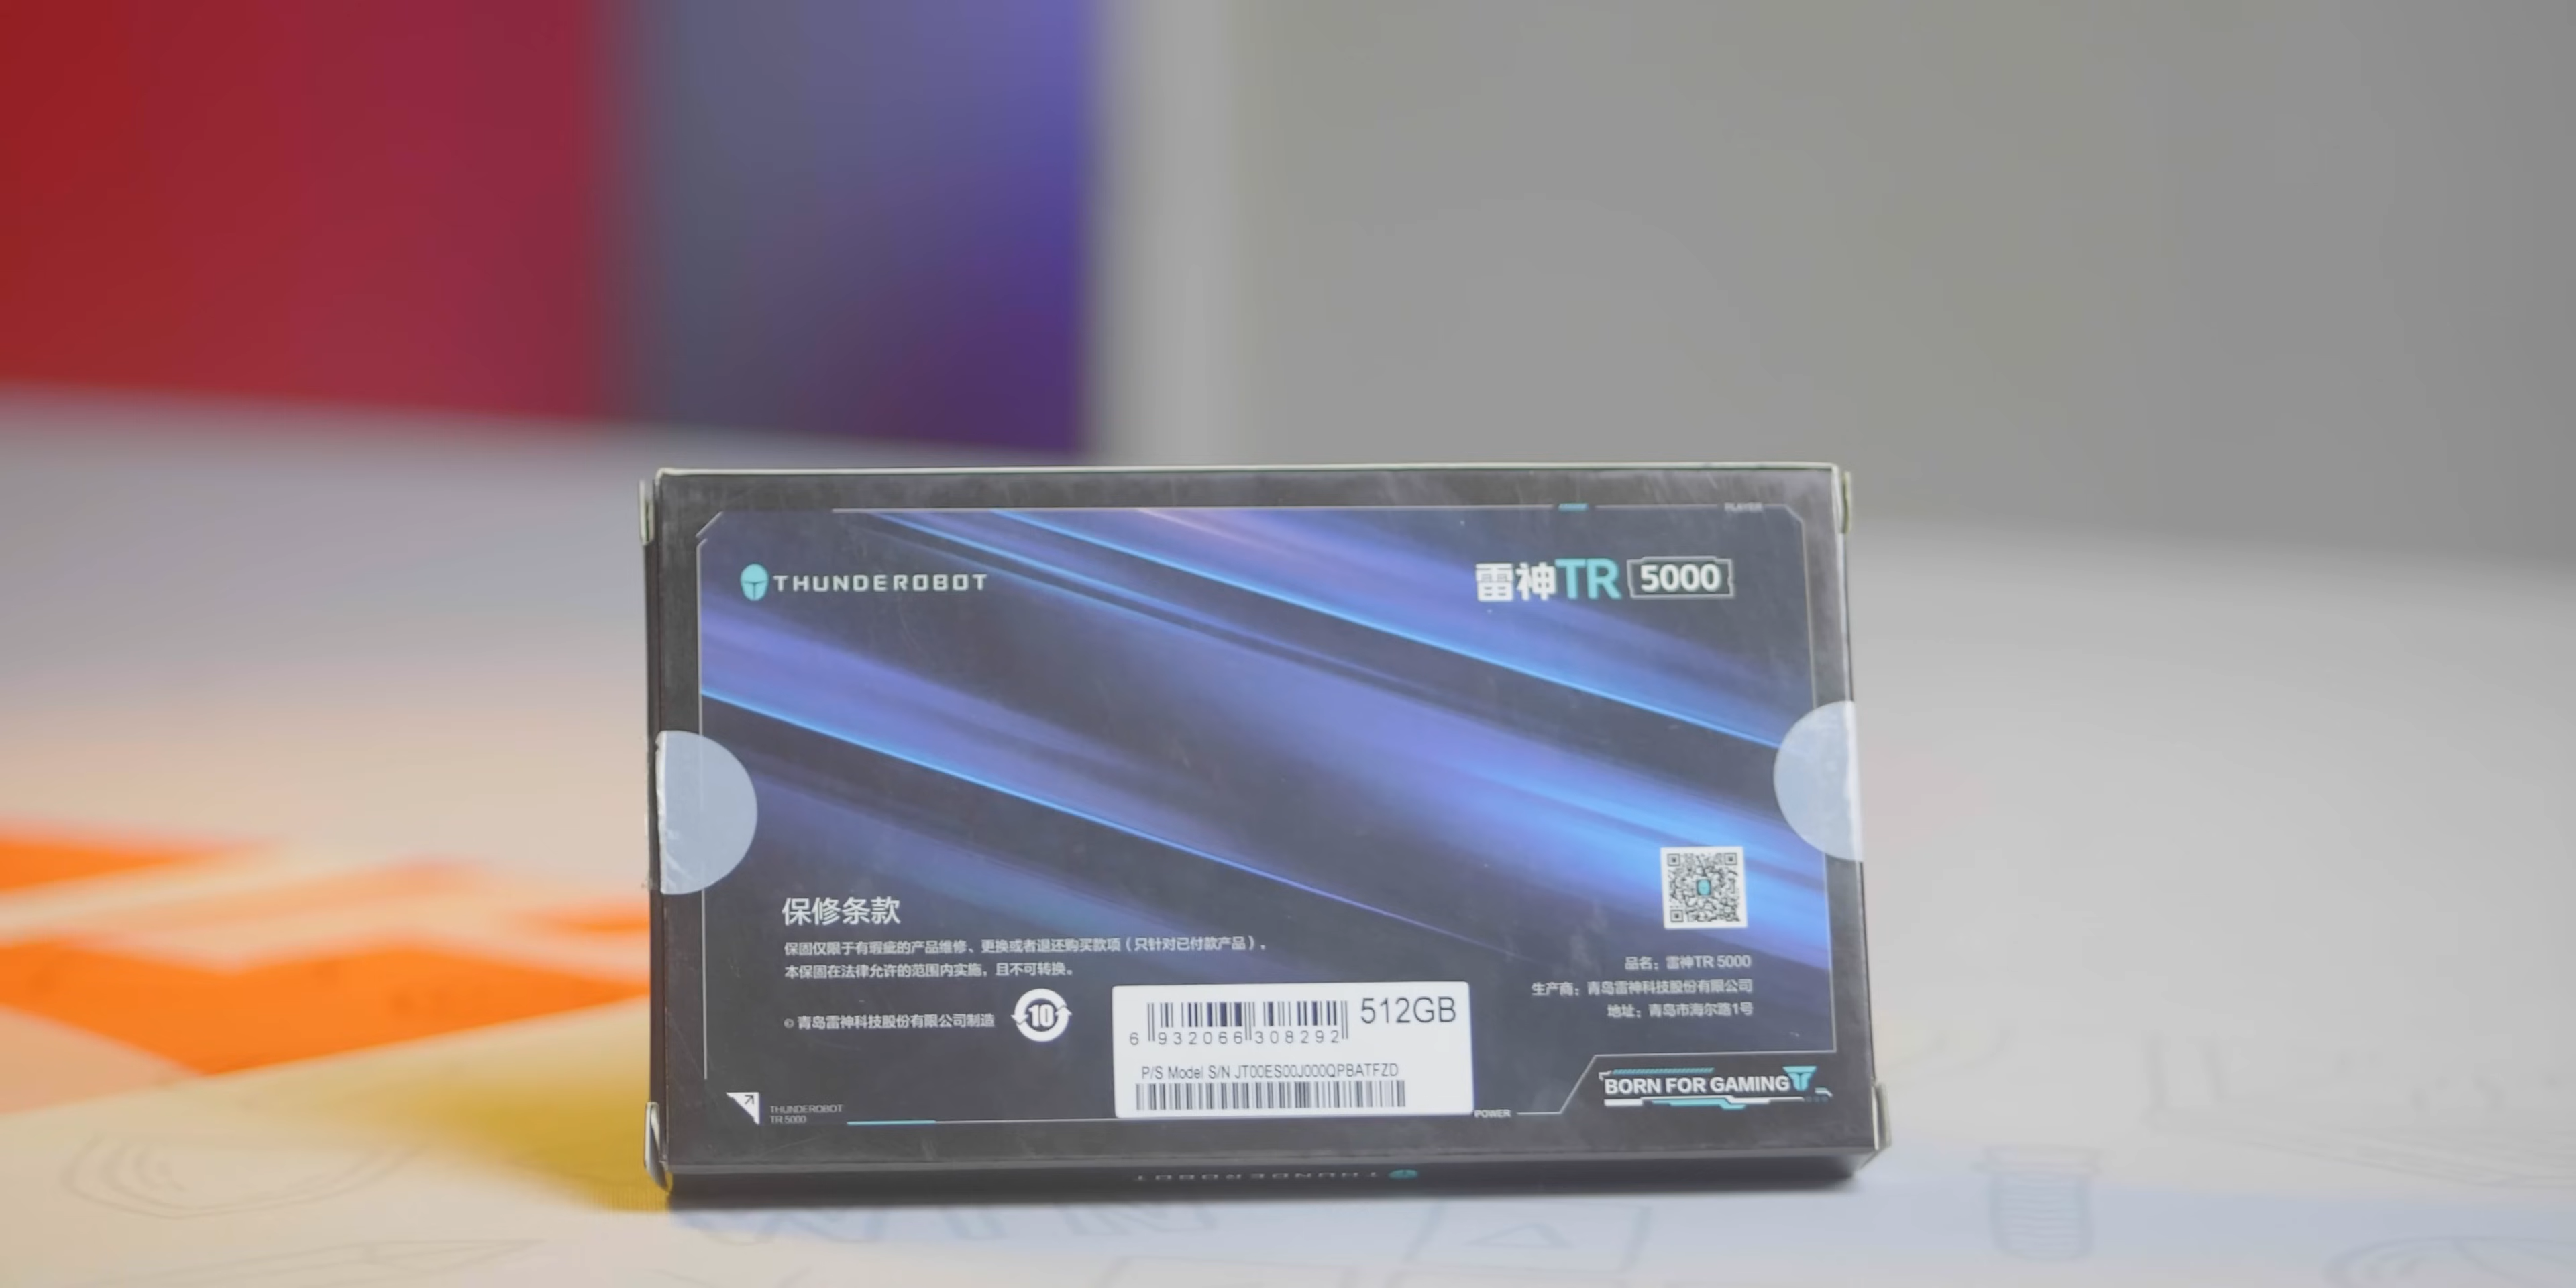 PLAYER
THUNDEROBOT
雷神TR 5000
保修条款
保固仅限于有瑕疵的产品维修、更换或者退还购买款项（只针对已付款产品），
本保固在法律允许的范围内实施，且不可转换。
© 青岛雷神科技股份有限公司制造
10
512GB
6 932066 308292
P/S Model S/N JT00ES00J000QPBATFZD
品名：雷神TR 5000
生产商：青岛雷神科技股份有限公司
地址：青岛市海尔路1号
THUNDEROBOT
TR 5000
POWER
BORN FOR GAMING
THUNDEROBOT